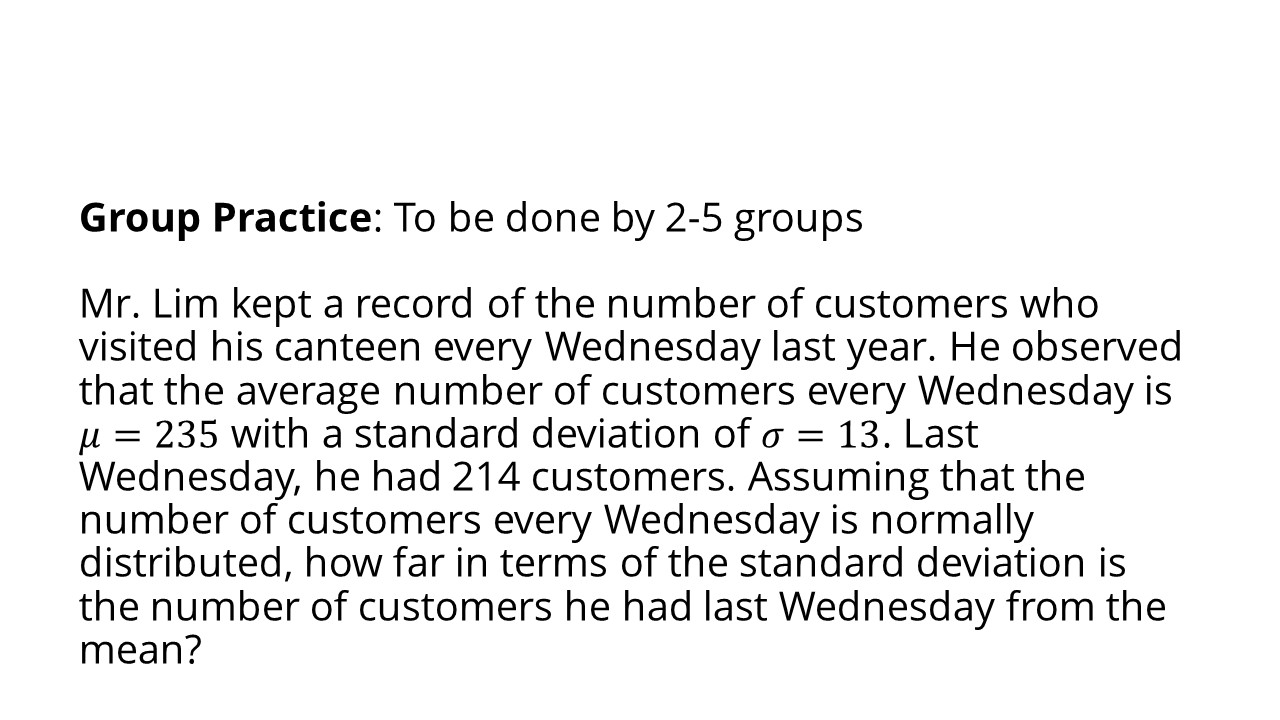 Group Practice: To be done by 2-5 groups
Mr. Lim kept a record of the number of customers who
visited his canteen every Wednesday last year. He observed
that the average number of customers every Wednesday is
𝜇 = 235 with a standard deviation of 𝜎 = 13. Last
Wednesday, he had 214 customers. Assuming that the
number of customers every Wednesday is normally
distributed, how far in terms of the standard deviation is
the number of customers he had last Wednesday from the
mean?